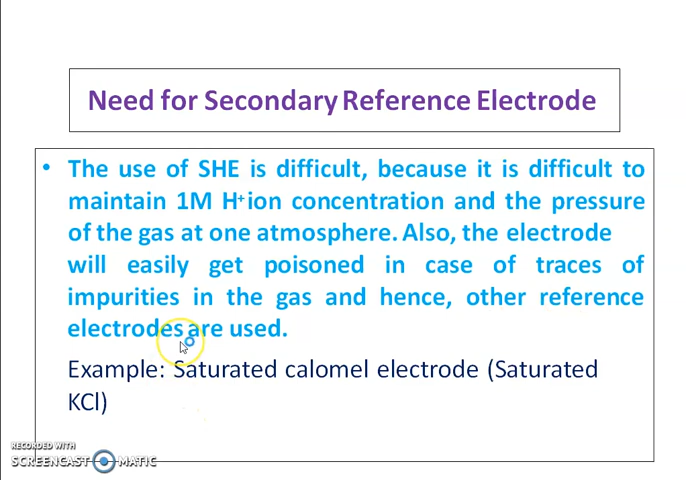 Need for Secondary Reference Electrode
• The use of SHE is difficult, because it is difficult to
maintain 1M H⁺ ion concentration and the pressure
of the gas at one atmosphere. Also, the electrode
will easily get poisoned in case of traces of
impurities in the gas and hence, other reference
electrodes are used.
Example: Saturated calomel electrode (Saturated
KCl)
RECORDED WITH
SCREENCAST MATIC